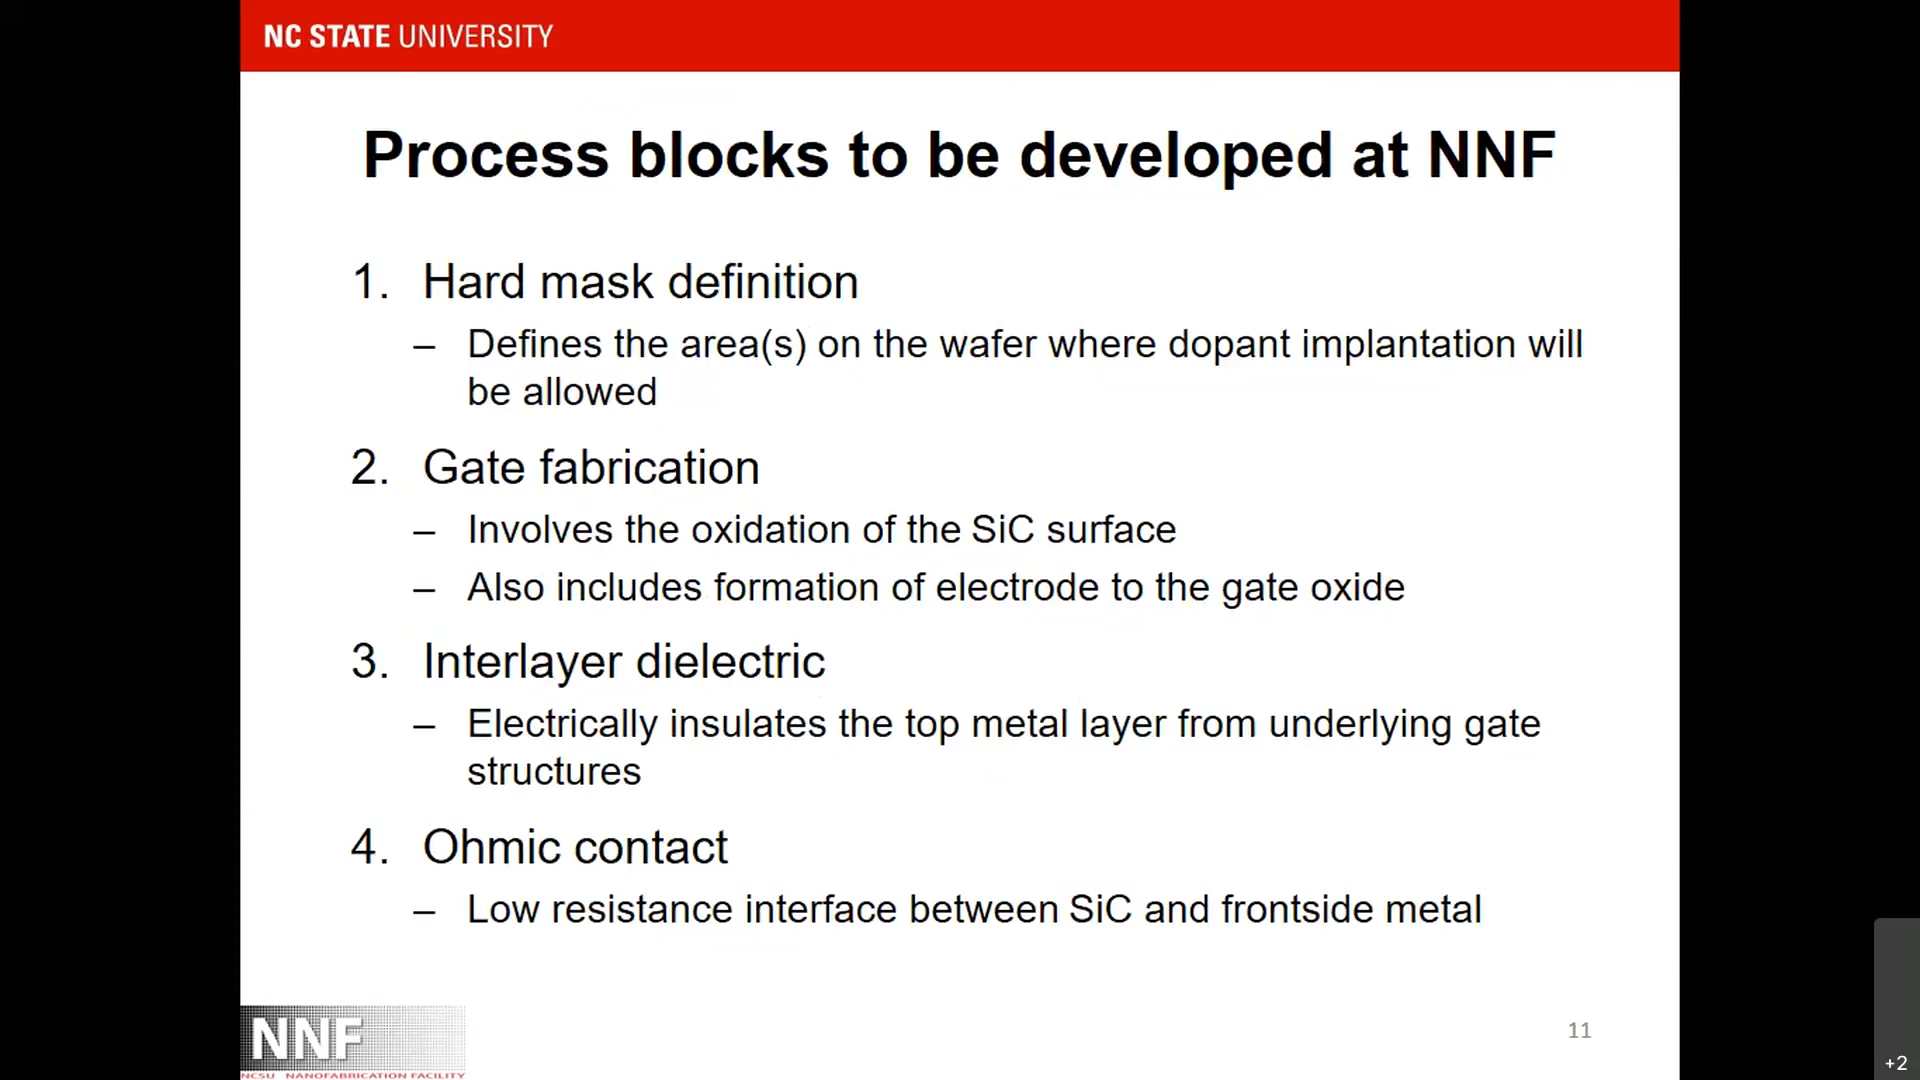 NC STATE UNIVERSITY
Process blocks to be developed at NNF
1. Hard mask definition
– Defines the area(s) on the wafer where dopant implantation will
be allowed
2. Gate fabrication
– Involves the oxidation of the SiC surface
– Also includes formation of electrode to the gate oxide
3. Interlayer dielectric
– Electrically insulates the top metal layer from underlying gate
structures
4. Ohmic contact
– Low resistance interface between SiC and frontside metal
NNF
NCSU NANOFABRICATION FACILITY
11
+2